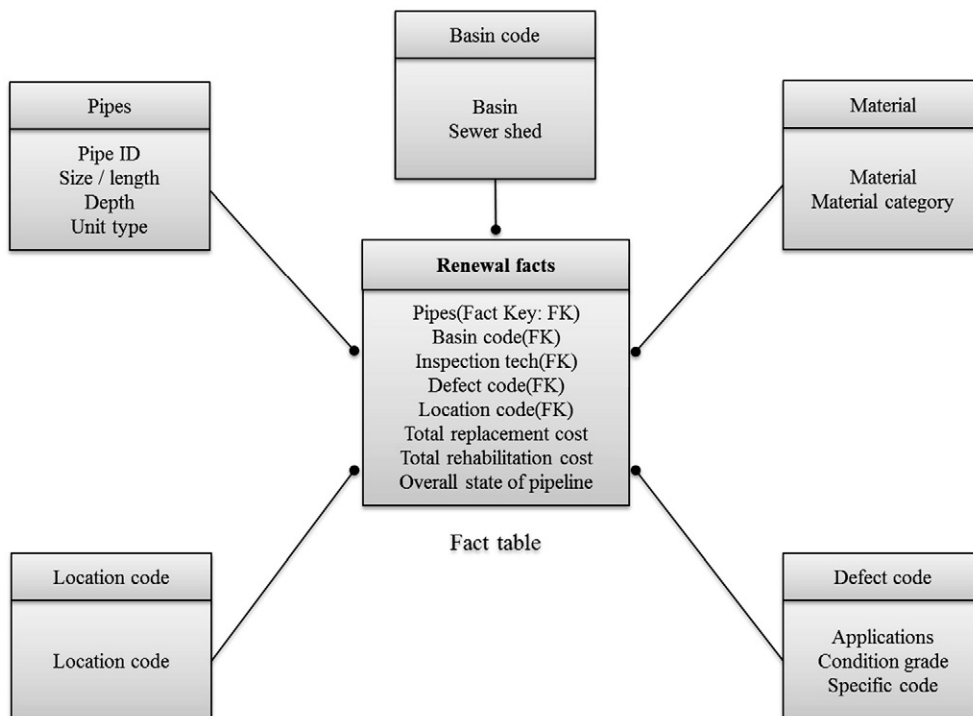 Basin code
Basin
Sewer shed
Pipes
Pipe ID
Size / length
Depth
Unit type
Material
Material
Material category
Renewal facts
Pipes(Fact Key: FK)
Basin code(FK)
Inspection tech(FK)
Defect code(FK)
Location code(FK)
Total replacement cost
Total rehabilitation cost
Overall state of pipeline
Fact table
Location code
Location code
Defect code
Applications
Condition grade
Specific code